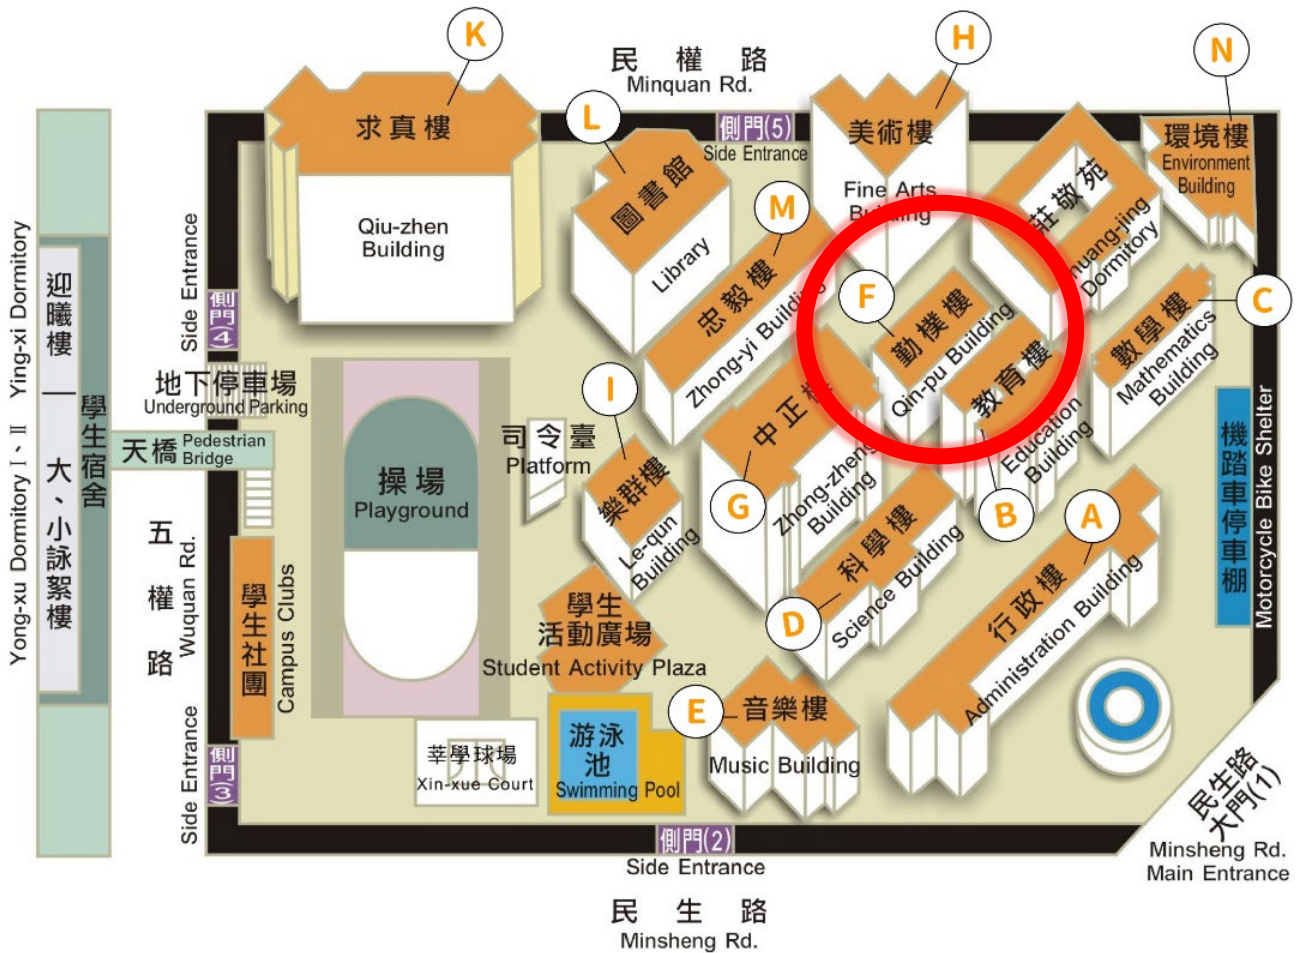 K
H
N
民權路
Minquan Rd.
求真樓
Qiu-zhen
Building
L
圖書館
Library
側門(5)
Side Entrance
美術樓
Fine Arts
Building
環境樓
Environment
Building
莊敬苑
Dormitory
M
忠毅樓
Zhong-yi Building
F
勤樸樓
Qin-pu Building
C
數學樓
Mathematics
Building
教育樓
Education
Building
B
中正樓
Zhong-zheng
Building
G
I
樂群樓
Le-qun
Building
司令臺
Platform
科學樓
Science Building
D
A
行政樓
Administration Building
機踏車停車棚
Motorcycle Bike Shelter
Side Entrance
側門(4)
地下停車場
Underground Parking
天橋
Pedestrian
Bridge
操場
Playground
Ying-xi Dormitory
迎曦樓
學生宿舍
Yong-xu Dormitory I、II
大、小詠絮樓
五權路
Wuquan Rd.
學生社團
Campus Clubs
學生
活動廣場
Student Activity Plaza
E
音樂樓
Music Building
游泳
池
Swimming Pool
莘學球場
Xin-xue Court
Side Entrance
側門(3)
側門(2)
Side Entrance
民生路
大門(1)
Minsheng Rd.
Main Entrance
民生路
Minsheng Rd.